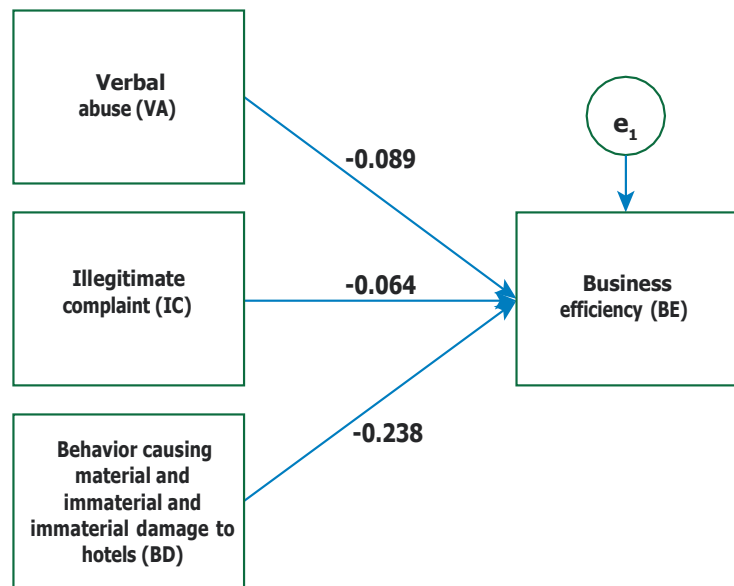 Verbal
abuse (VA)
e1
-0.089
Illegitimate
complaint (IC)
-0.064
Business
efficiency (BE)
-0.238
Behavior causing
material and
immaterial and
immaterial damage to
hotels (BD)